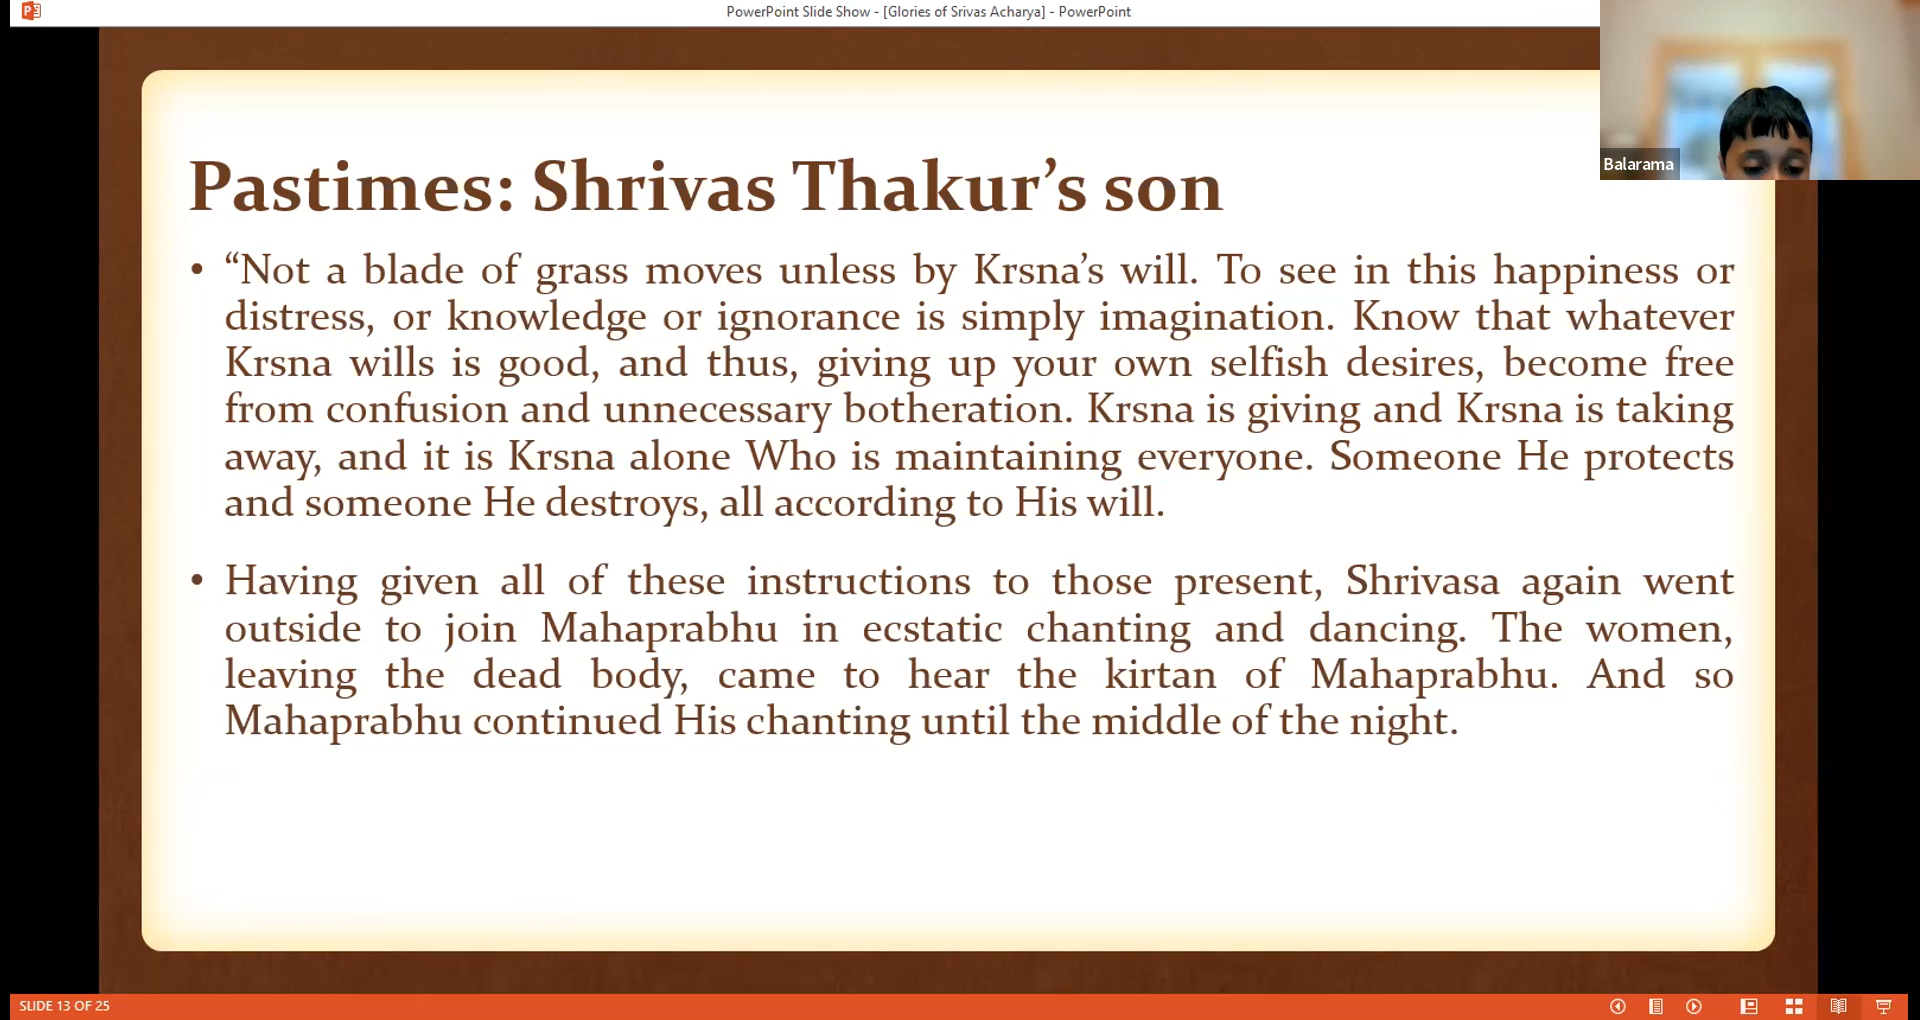 PowerPoint Slide Show - [Glories of Srivas Acharya] - PowerPoint
Balarama
Pastimes: Shrivas Thakur’s son
• “Not a blade of grass moves unless by Krsna’s will. To see in this happiness or
distress, or knowledge or ignorance is simply imagination. Know that whatever
Krsna wills is good, and thus, giving up your own selfish desires, become free
from confusion and unnecessary botheration. Krsna is giving and Krsna is taking
away, and it is Krsna alone Who is maintaining everyone. Someone He protects
and someone He destroys, all according to His will.
• Having given all of these instructions to those present, Shrivasa again went
outside to join Mahaprabhu in ecstatic chanting and dancing. The women,
leaving the dead body, came to hear the kirtan of Mahaprabhu. And so
Mahaprabhu continued His chanting until the middle of the night.
SLIDE 13 OF 25